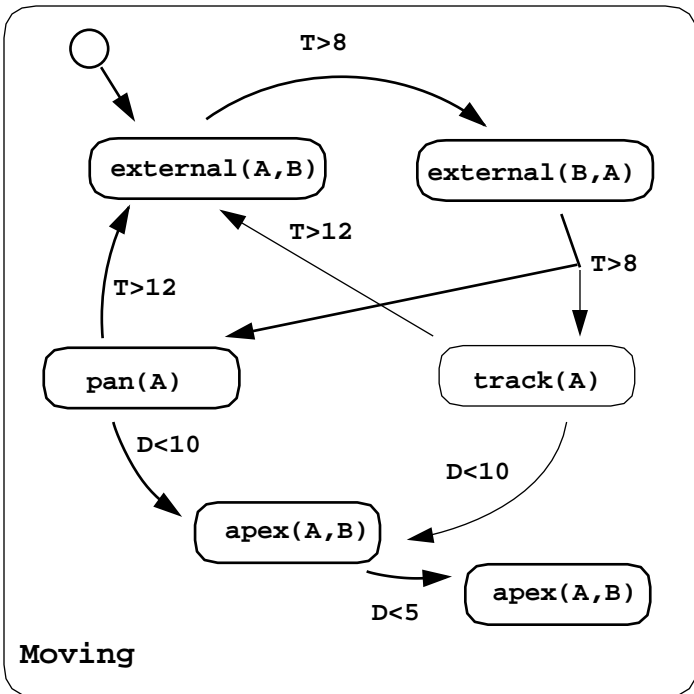 T>8
external(A,B)
external(B,A)
T>12
T>8
T>12
pan(A)
track(A)
D<10
D<10
apex(A,B)
apex(A,B)
D<5
Moving